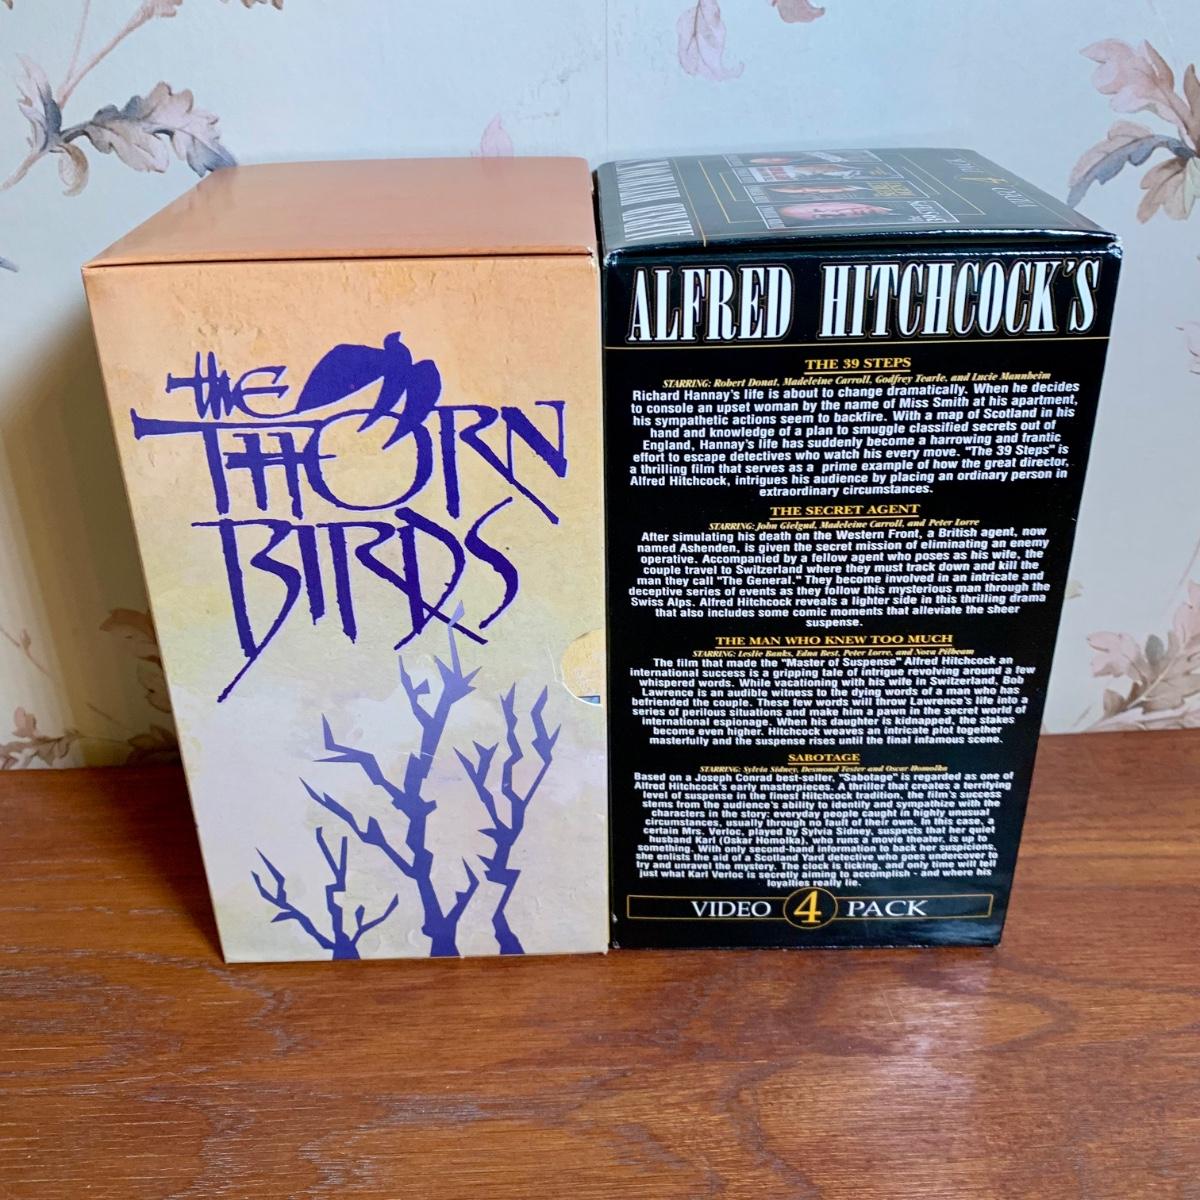 the
THORN
BIRDS
VIDEO 4 PACK
ALFRED HITCHCOCK'S
THE 39 STEPS
STARRING: Robert Donat, Madeleine Carroll, Godfrey Tearle, and Lucie Mannheim
Richard Hannay's life is about to change dramatically. When he decides
to console an upset woman by the name of Miss Smith at his apartment,
his sympathetic actions seem to backfire. With a map of Scotland in his
hand and knowledge of a plan to smuggle classified secrets out of
England, Hannay's life has suddenly become a harrowing and frantic
effort to escape detectives who watch his every move. "The 39 Steps" is
a thrilling film that serves as a prime example of how the great director,
Alfred Hitchcock, intrigues his audience by placing an ordinary person in
extraordinary circumstances.
THE SECRET AGENT
STARRING: John Gielgud, Madeleine Carroll, and Peter Lorre
After simulating his death on the Western Front, a British agent, now
named Ashenden, is given the secret mission of eliminating an enemy
operative. Accompanied by a fellow agent who poses as his wife, the
couple travel to Switzerland where they must track down and kill the
man they call "The General." They become involved in an intricate and
deceptive series of events as they follow this mysterious man through the
Swiss Alps. Alfred Hitchcock reveals a lighter side in this thrilling drama
that also includes some comic moments that alleviate the sheer
suspense.
THE MAN WHO KNEW TOO MUCH
STARRING: Leslie Banks, Edna Best, Peter Lorre, and Nova Pilbeam
The film that made the "Master of Suspense" Alfred Hitchcock an
international success is a gripping tale of intrigue revolving around a few
whispered words. While vacationing with his wife in Switzerland, Bob
Lawrence is an audible witness to the dying words of a man who has
befriended the couple. These few words will throw Lawrence's life into a
series of perilous situations and make him a pawn in the secret world of
international espionage. When his daughter is kidnapped, the stakes
become even higher. Hitchcock weaves an intricate plot together
masterfully and the suspense rises until the final infamous scene.
SABOTAGE
STARRING: Sylvia Sidney, Desmond Tester and Oscar Homolka
Based on a Joseph Conrad best-seller, "Sabotage" is regarded as one of
Alfred Hitchcock's early masterpieces. A thriller that creates a terrifying
level of suspense in the finest Hitchcock tradition, the film's success
stems from the audience's ability to identify and sympathize with the
characters in the story: everyday people caught in highly unusual
circumstances, usually through no fault of their own. In this case, a
certain Mrs. Verloc, played by Sylvia Sidney, suspects that her quiet
husband Karl (Oskar Homolka), who runs a movie theater, is up to
something. With only second-hand information to back her suspicions,
she enlists the aid of a Scotland Yard detective who goes undercover to
try and unravel the mystery. The clock is ticking, and only time will tell
just what Karl Verloc is secretly aiming to accomplish - and where his
loyalties really lie.
VIDEO 4 PACK